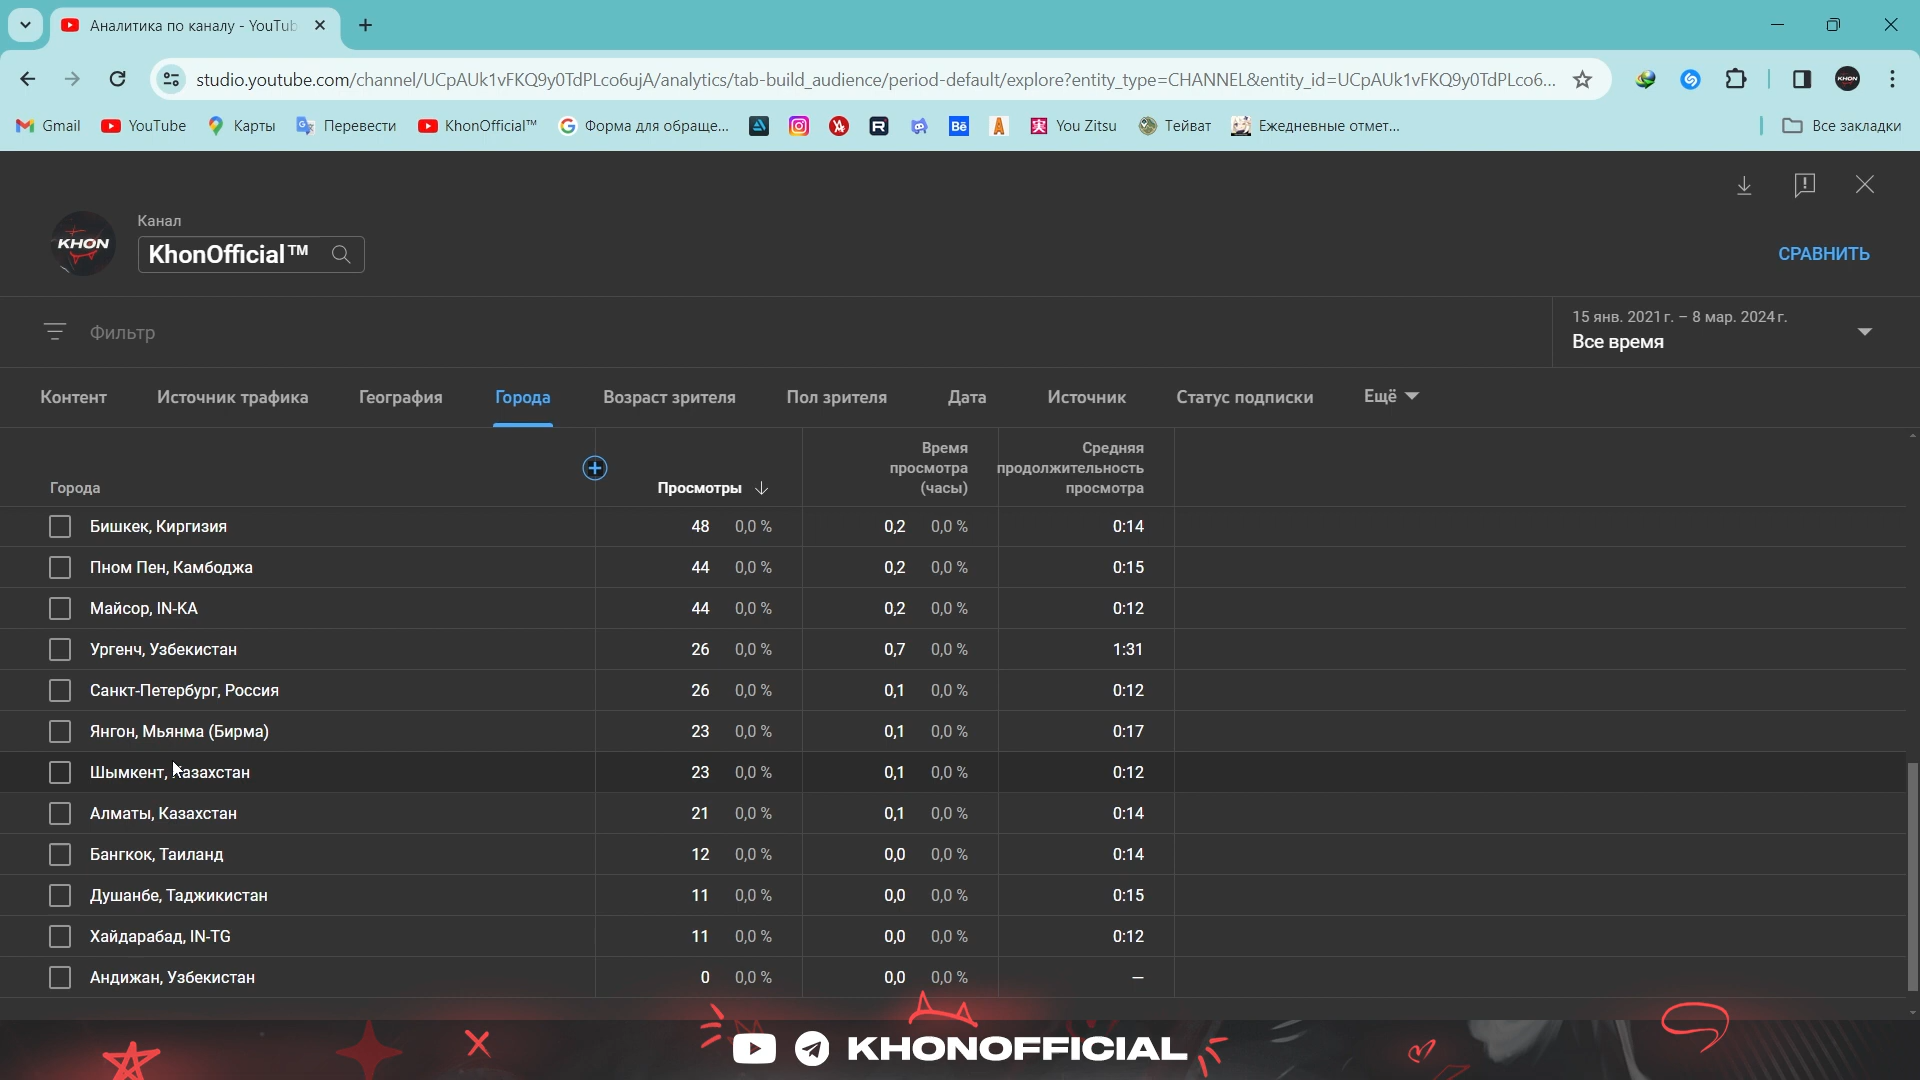 Аналитика по каналу - YouTub
studio.youtube.com/channel/UCpAUk1vFKQ9y0TdPLco6ujA/analytics/tab-build_audience/period-default/explore?entity_type=CHANNEL&entity_id=UCpAUk1vFKQ9y0TdPLco6...
Gmail YouTube Карты Перевести KhonOfficial™ Форма для обраще... Bē You Zitsu Тейват Ежедневные отмет... Все закладки
Канал
KHON KhonOfficial™
СРАВНИТЬ
Фильтр
15 янв. 2021 г. – 8 мар. 2024 г.
Все время
Контент Источник трафика География Города Возраст зрителя Пол зрителя Дата Источник Статус подписки Ещё
Города Просмотры Время просмотра (часы) Средняя продолжительность просмотра
Бишкек, Киргизия 48 0,0 % 0,2 0,0 % 0:14
Пном Пен, Камбоджа 44 0,0 % 0,2 0,0 % 0:15
Майсор, IN-KA 44 0,0 % 0,2 0,0 % 0:12
Ургенч, Узбекистан 26 0,0 % 0,7 0,0 % 1:31
Санкт-Петербург, Россия 26 0,0 % 0,1 0,0 % 0:12
Янгон, Мьянма (Бирма) 23 0,0 % 0,1 0,0 % 0:17
Шымкент, Казахстан 23 0,0 % 0,1 0,0 % 0:12
Алматы, Казахстан 21 0,0 % 0,1 0,0 % 0:14
Бангкок, Таиланд 12 0,0 % 0,0 0,0 % 0:14
Душанбе, Таджикистан 11 0,0 % 0,0 0,0 % 0:15
Хайдарабад, IN-TG 11 0,0 % 0,0 0,0 % 0:12
Андижан, Узбекистан 0 0,0 % 0,0 0,0 % —
KHONOFFICIAL